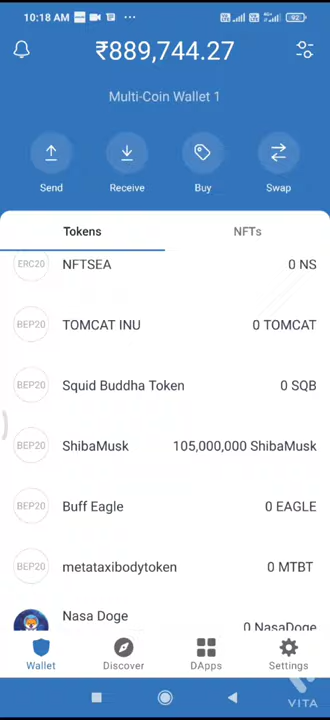 10:18 AM
92
₹889,744.27
Multi-Coin Wallet 1
Send Receive Buy Swap
Tokens NFTs
ERC20 NFTSEA 0 NS
BEP20 TOMCAT INU 0 TOMCAT
BEP20 Squid Buddha Token 0 SQB
BEP20 ShibaMusk 105,000,000 ShibaMusk
BEP20 Buff Eagle 0 EAGLE
BEP20 metataxibodytoken 0 MTBT
Nasa Doge 0 NasaDoge
Wallet Discover DApps Settings
VITA